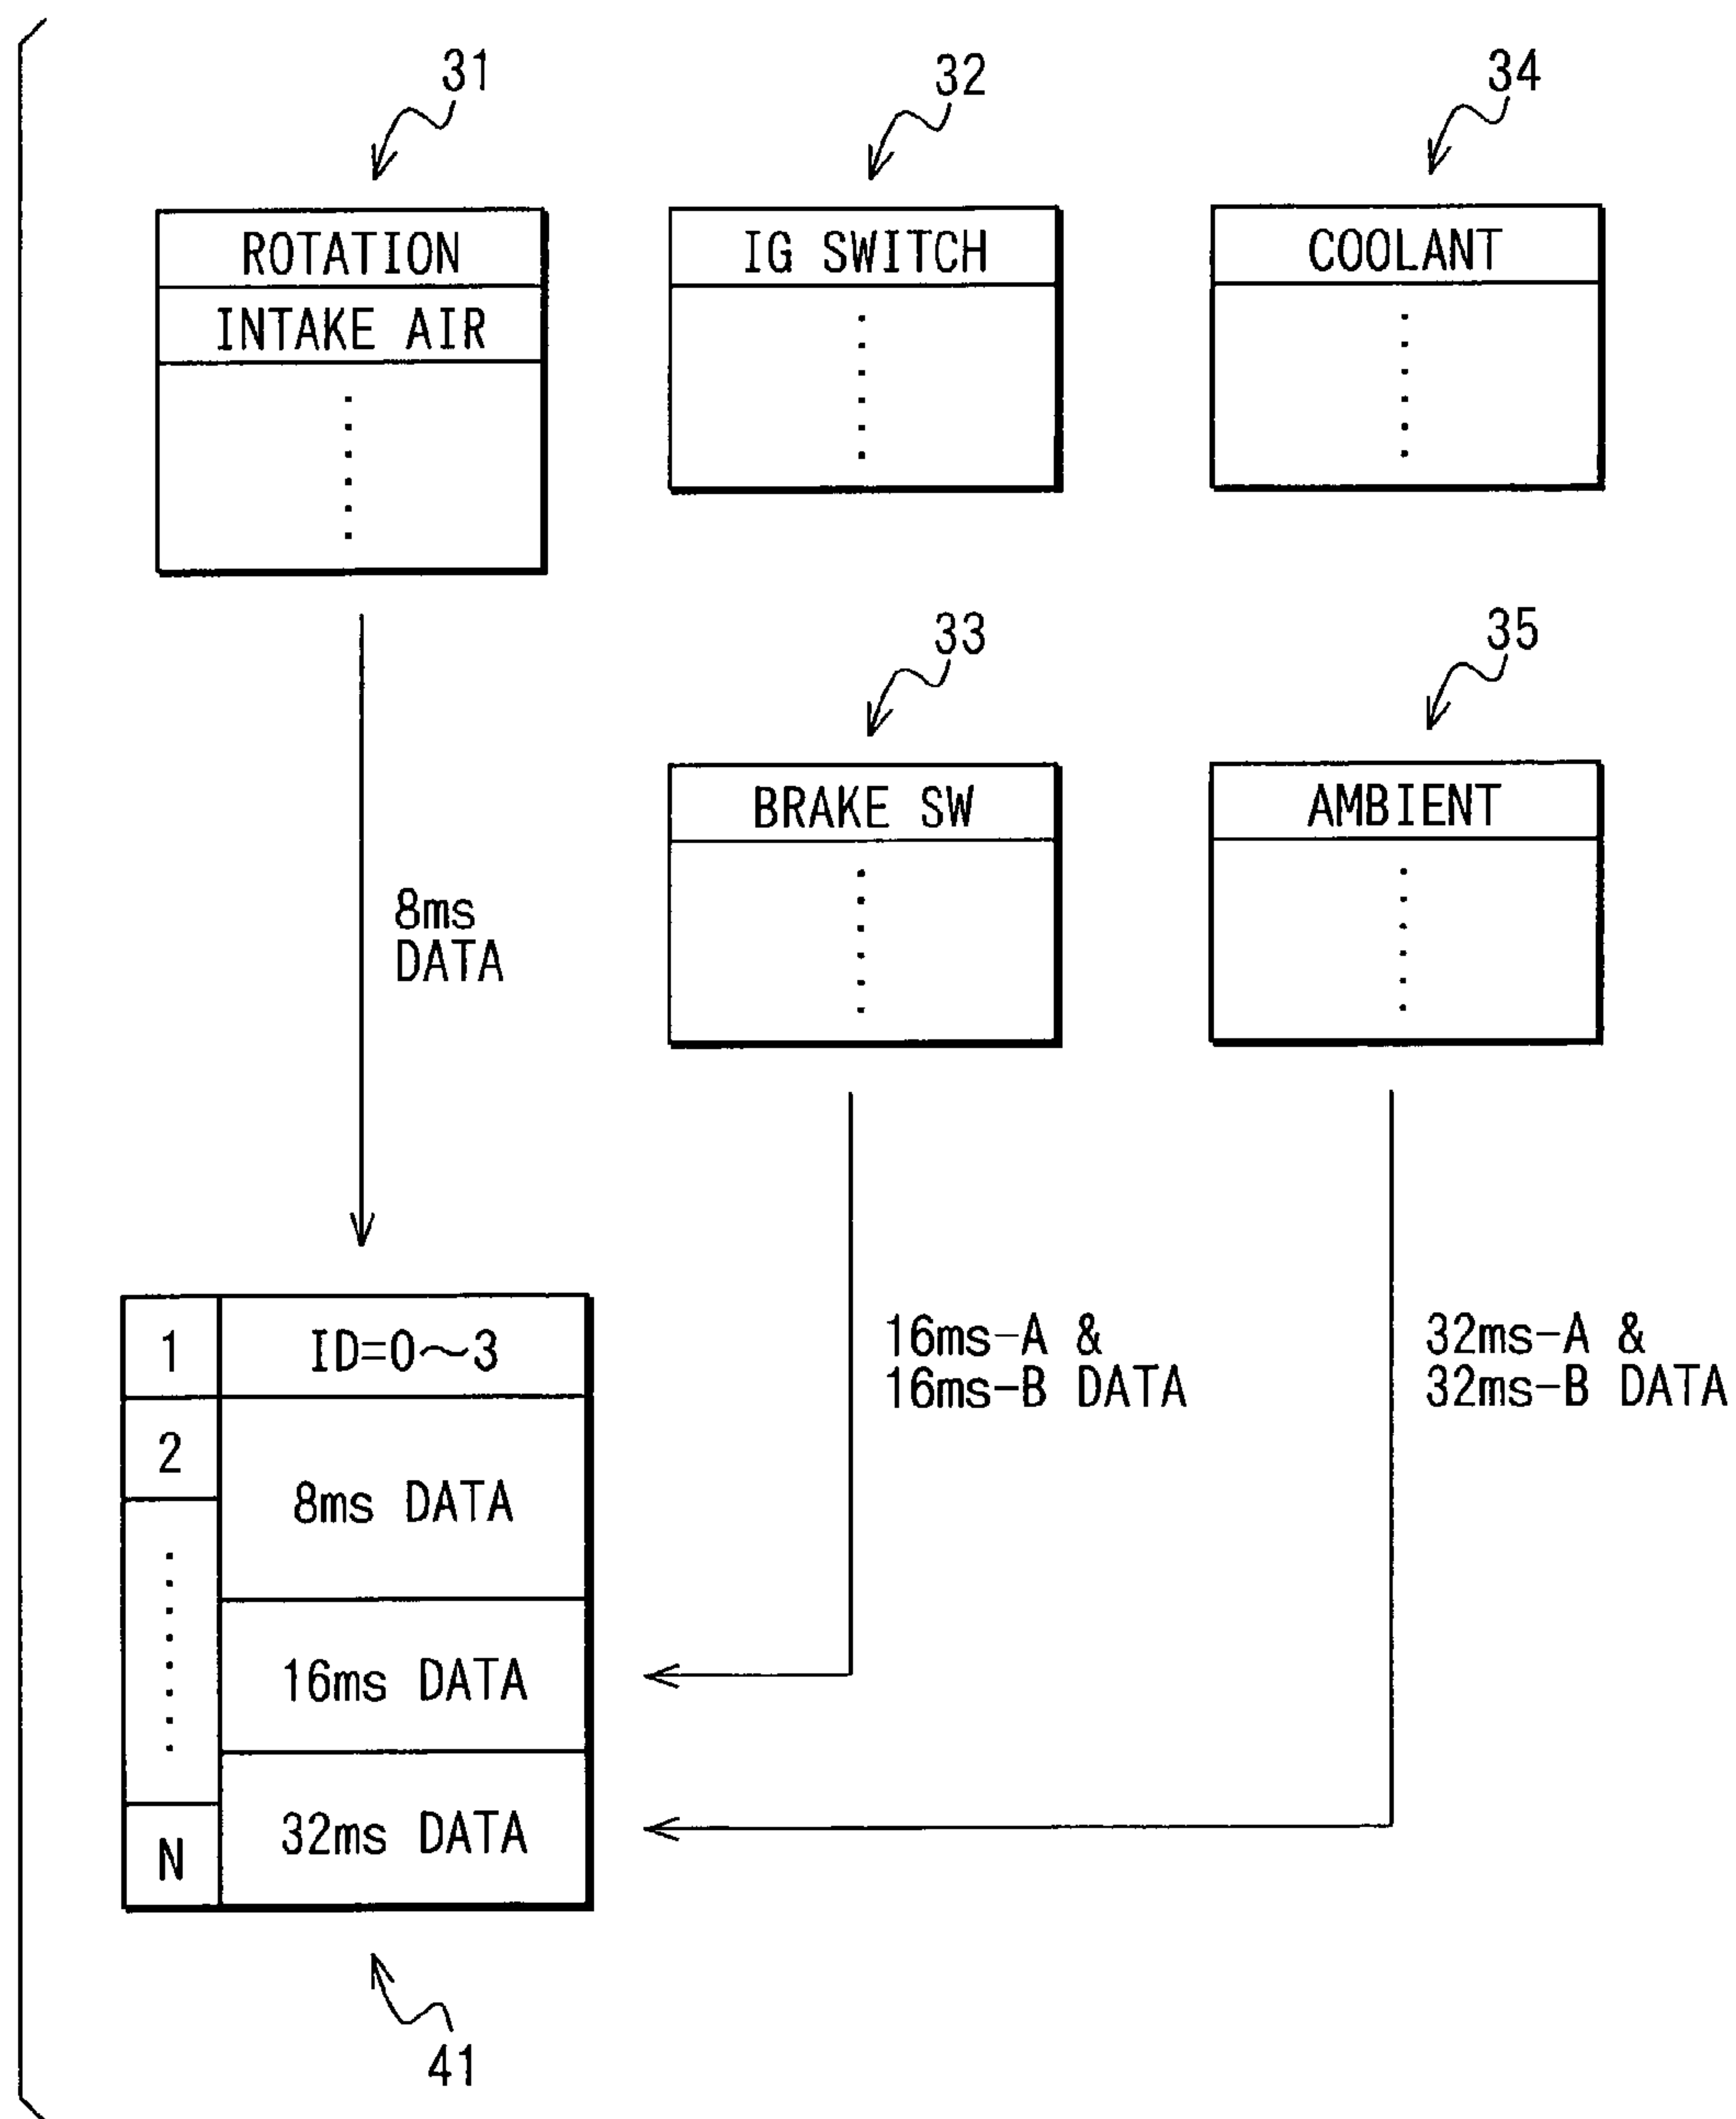 31
32
34
ROTATION
INTAKE AIR
IG SWITCH
COOLANT
33
35
BRAKE SW
AMBIENT
8ms
DATA
16ms-A &
16ms-B DATA
32ms-A &
32ms-B DATA
1
ID=0～3
2
8ms DATA
16ms DATA
32ms DATA
N
41